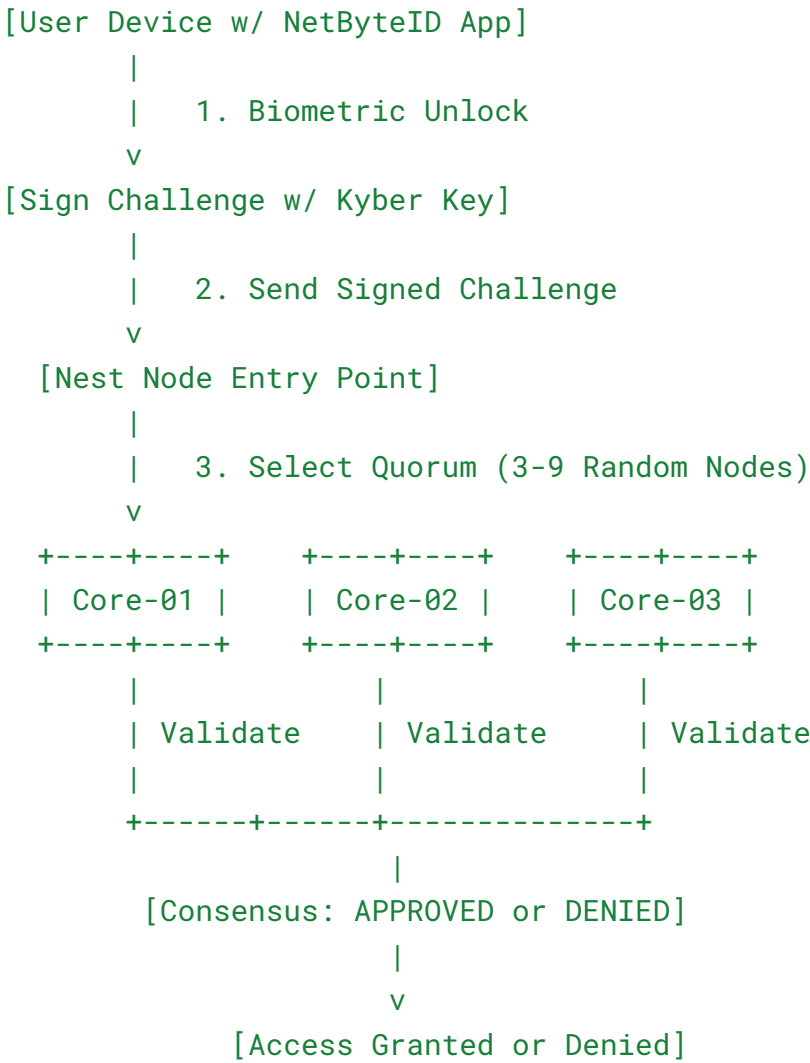 [User Device w/ NetByteID App]
|
| 1. Biometric Unlock
v
[Sign Challenge w/ Kyber Key]
|
| 2. Send Signed Challenge
v
[Nest Node Entry Point]
|
| 3. Select Quorum (3-9 Random Nodes)
v
+----+----+ +----+----+ +----+----+
| Core-01 | | Core-02 | | Core-03 |
+----+----+ +----+----+ +----+----+
| | |
| Validate | Validate | Validate
| | |
+------+------+--------------+
|
[Consensus: APPROVED or DENIED]
|
v
[Access Granted or Denied]